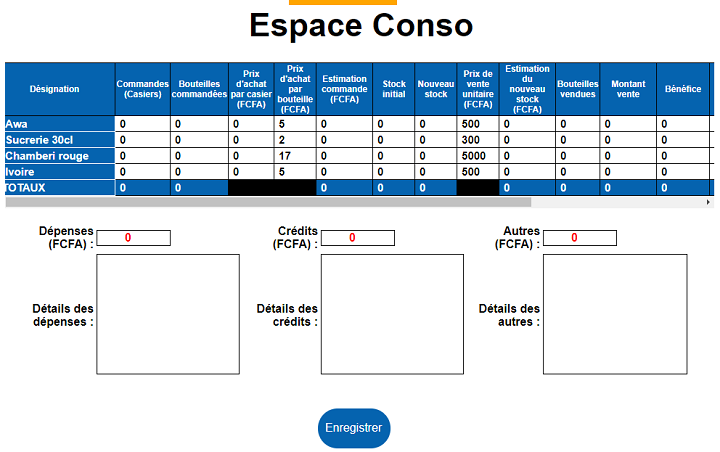 Espace Conso
Désignation Commandes (Casiers) Bouteilles commandées Prix d'achat par casier (FCFA) Prix d'achat par bouteille (FCFA) Estimation commande (FCFA) Stock initial Nouveau stock Prix de vente unitaire (FCFA) Estimation du nouveau stock (FCFA) Bouteilles vendues Montant vente Bénéfice
Awa 0 0 0 5 0 0 0 500 0 0 0 0
Sucrerie 30cl 0 0 0 2 0 0 0 300 0 0 0 0
Chamberi rouge 0 0 0 17 0 0 0 5000 0 0 0 0
Ivoire 0 0 0 5 0 0 0 500 0 0 0 0
TOTAUX 0 0 0 0 0 0 0 0 0
Dépenses (FCFA) : 0 Crédits (FCFA) : 0 Autres (FCFA) : 0
Détails des dépenses : Détails des crédits : Détails des autres :
Enregistrer